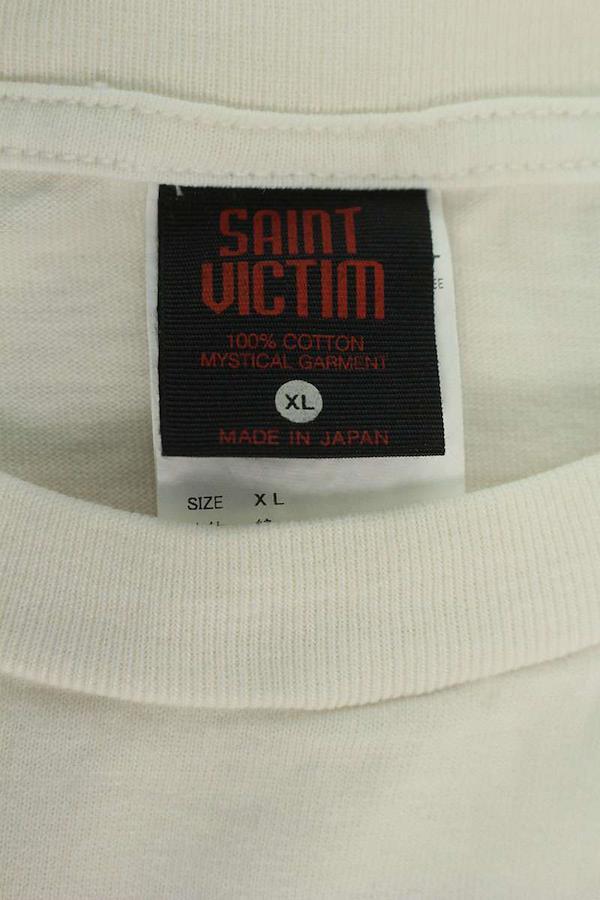 SAINT
VICTIM
100% COTTON
MYSTICAL GARMENT
XL
MADE IN JAPAN
SIZE XL